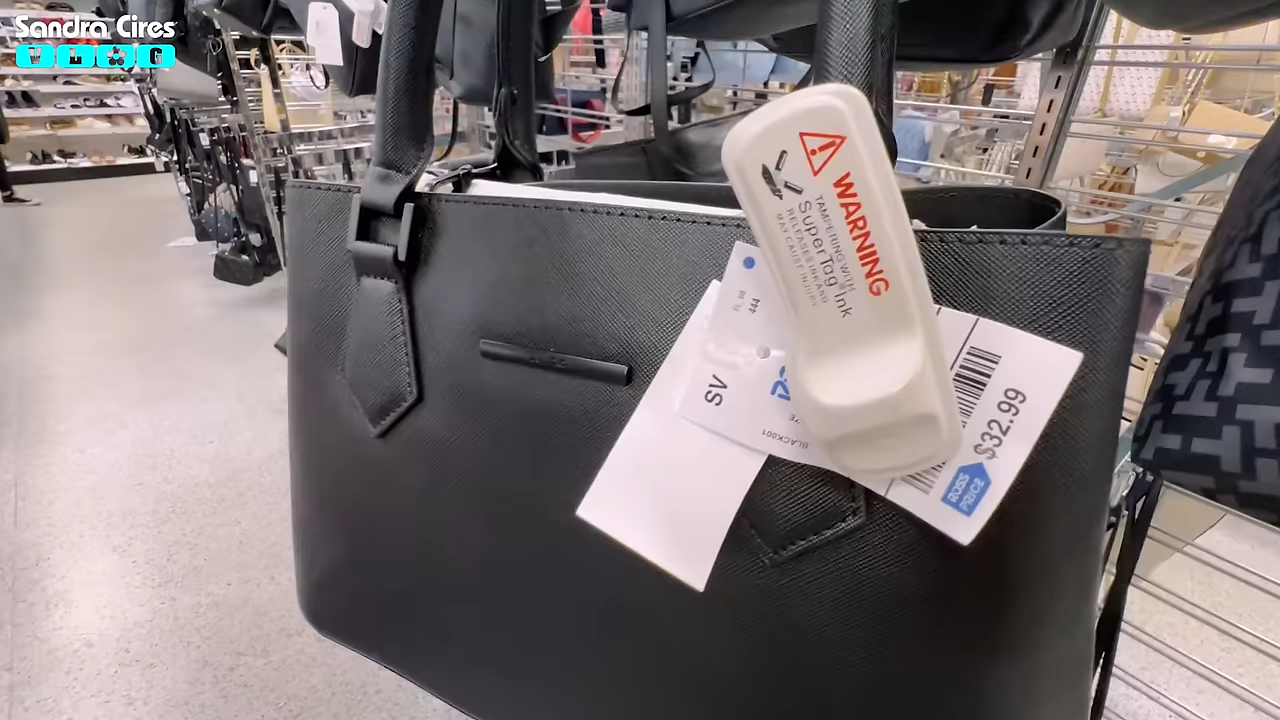 Sandra Cires
VLOG
WARNING
TAMPERING WITH
SuperTag Ink
RELEASES INK AND
MAY CAUSE INJURY
444
SV
BLACK001
$32.99
ROSS
PRICE